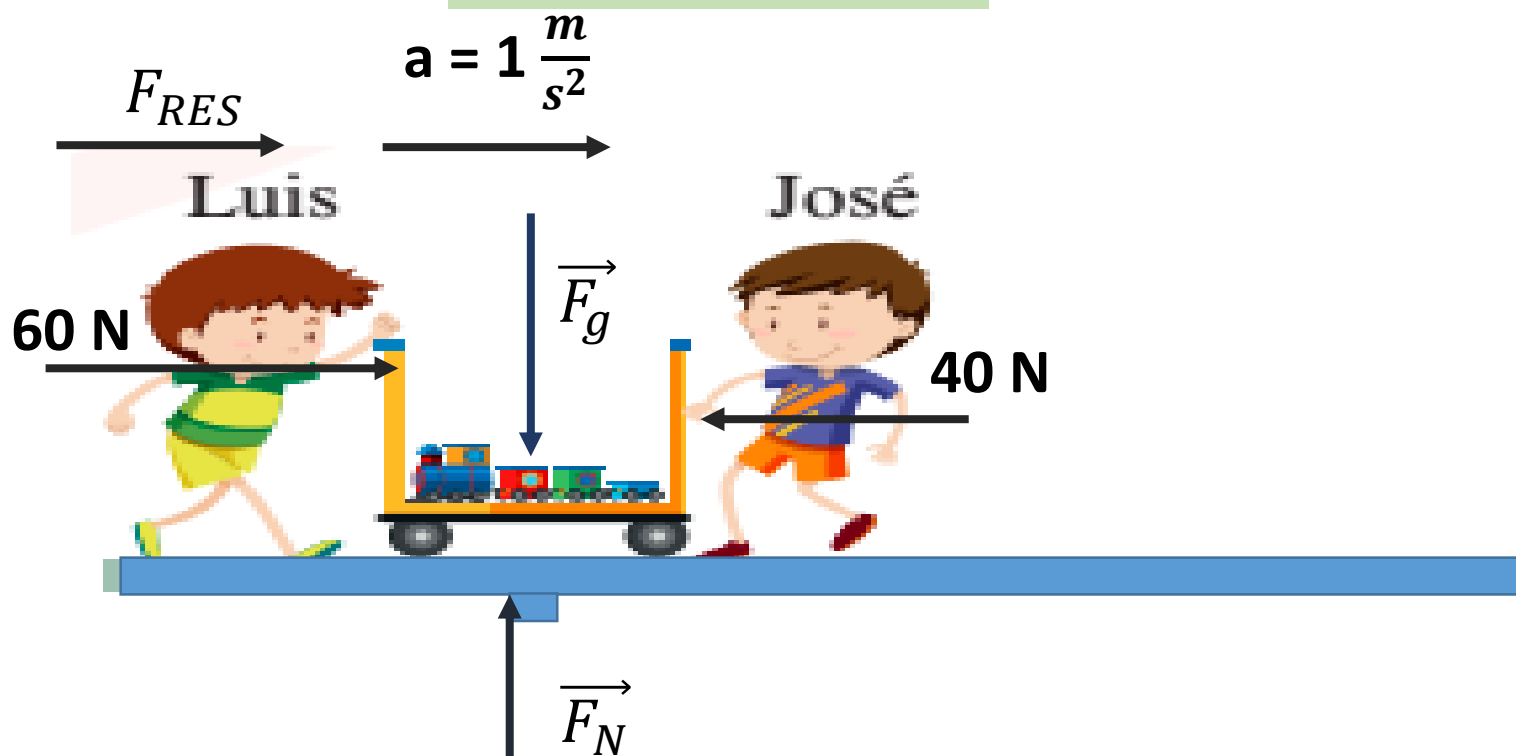 a = 1 m/s²
F_RES
Luis
José
F_g
60 N
40 N
F_N